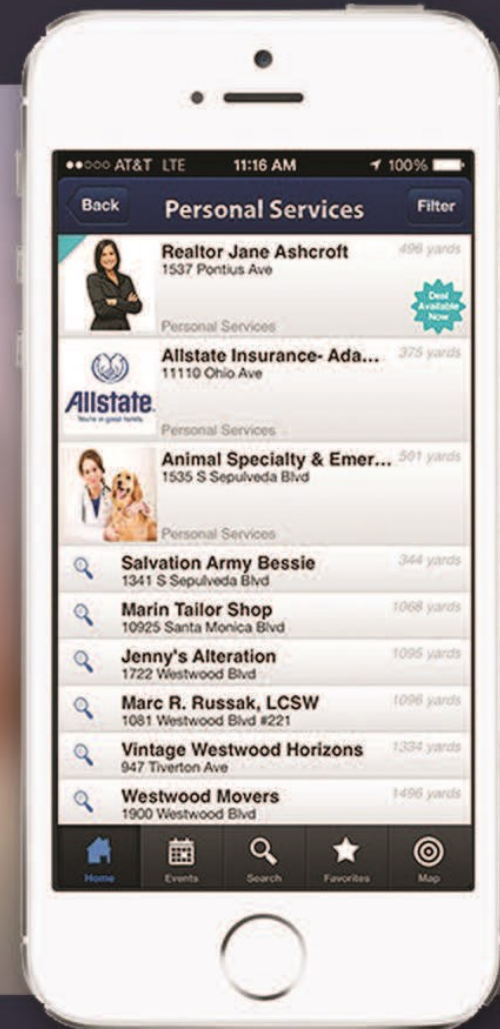 AT&T LTE 11:16 AM 100%
Back Personal Services Filter
Realtor Jane Ashcroft 496 yards
1537 Pontius Ave
Deal
Available
Now
Personal Services
Allstate Insurance- Ada... 375 yards
11110 Ohio Ave
Allstate.
You're in good hands.
Personal Services
Animal Specialty & Emer... 501 yards
1535 S Sepulveda Blvd
Personal Services
Salvation Army Bessie 344 yards
1341 S Sepulveda Blvd
Marin Tailor Shop 1068 yards
10925 Santa Monica Blvd
Jenny's Alteration 1095 yards
1722 Westwood Blvd
Marc R. Russak, LCSW 1096 yards
1081 Westwood Blvd #221
Vintage Westwood Horizons 1334 yards
947 Tiverton Ave
Westwood Movers 1496 yards
1900 Westwood Blvd
Home Events Search Favorites Map